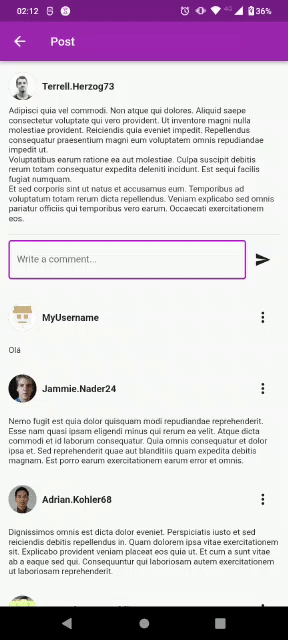 02:12 4G 36%
Post
Terrell.Herzog73
Adipisci quia vel commodi. Non atque qui dolores. Aliquid saepe
consectetur voluptate qui vero provident. Ut inventore magni nulla
molestiae provident. Reiciendis quia eveniet impedit. Repellendus
consequatur praesentium magni eum voluptatem omnis repudiandae
impedit ut.
Voluptatibus earum ratione ea aut molestiae. Culpa suscipit debitis
rerum totam consequatur expedita deleniti incidunt. Est sequi facilis
fugiat numquam.
Et sed corporis sint ut natus et accusamus eum. Temporibus ad
voluptatum totam rerum dicta repellendus. Veniam explicabo sed omnis
pariatur officiis qui temporibus vero earum. Occaecati exercitationem
eos.
Write a comment...
MyUsername
Olá
Jammie.Nader24
Nemo fugit est quia dolor quisquam modi repudiandae reprehenderit.
Esse nam quasi ipsam eligendi minus qui rerum ea velit. Atque dicta
commodi et id laborum consequatur. Quia omnis consequatur et dolor
ipsa et. Sed reprehenderit quae aut blanditiis quam expedita debitis
magnam. Est porro earum exercitationem earum error et omnis.
Adrian.Kohler68
Dignissimos omnis est dicta dolor eveniet. Perspiciatis iusto et sed
reiciendis debitis repellendus in. Quam dolorem ipsa vitae exercitationem
sit. Explicabo provident veniam placeat eos quia ut. Et cum a sunt vitae
ab a eaque sed qui. Consequuntur qui laboriosam autem exercitationem
ut laboriosam reprehenderit.